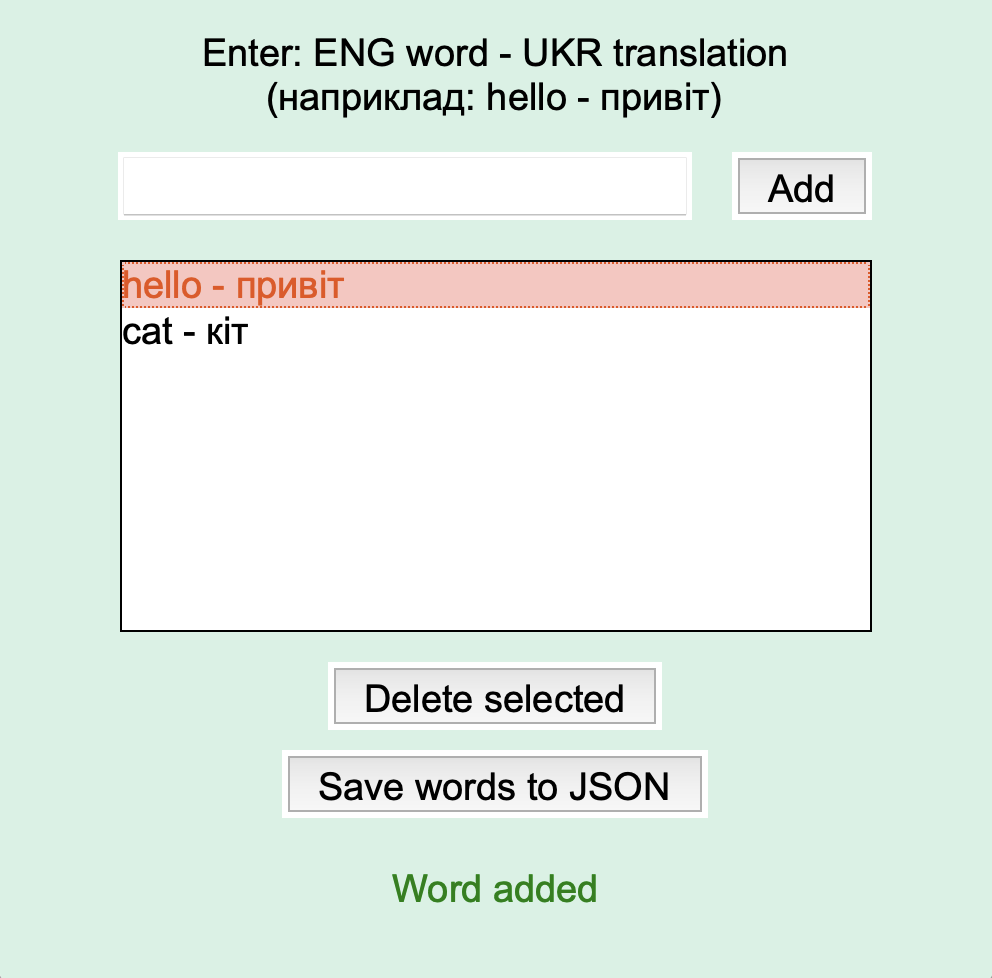 Enter: ENG word - UKR translation
(наприклад: hello - привіт)
Add
hello - привіт
cat - кіт
Delete selected
Save words to JSON
Word added